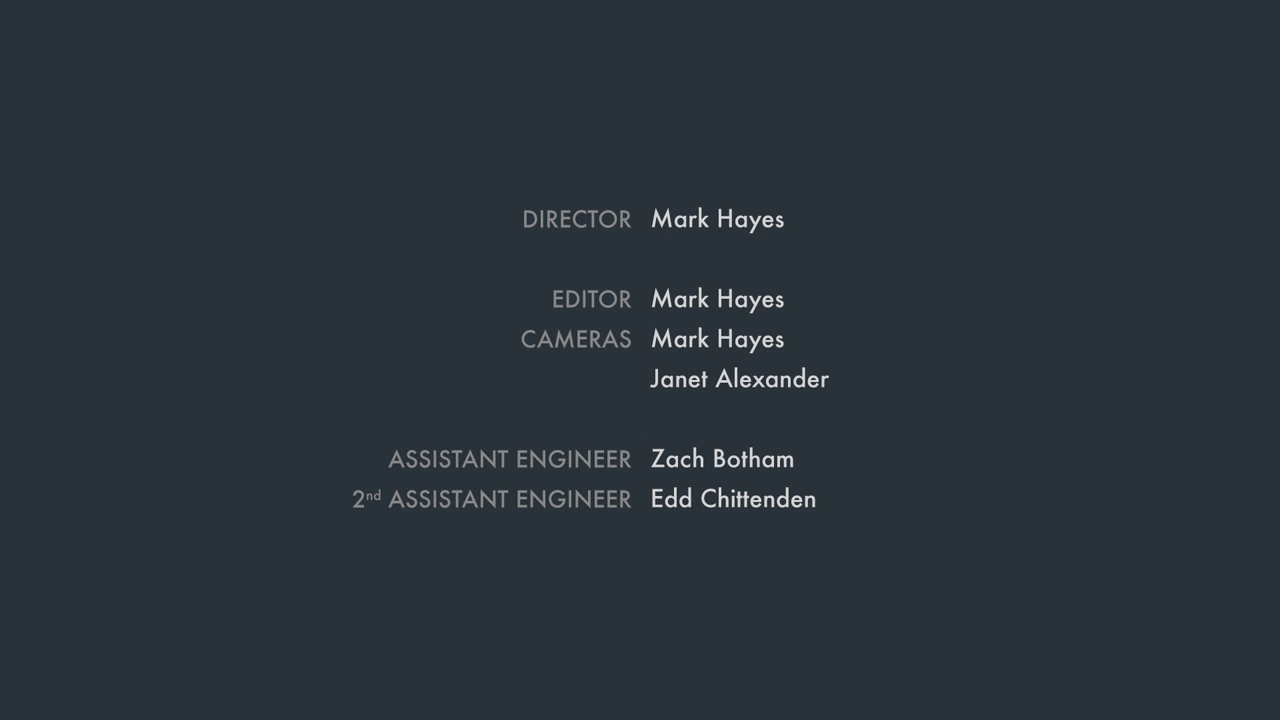 DIRECTOR Mark Hayes
EDITOR Mark Hayes
CAMERAS Mark Hayes
Janet Alexander
ASSISTANT ENGINEER Zach Botham
2nd ASSISTANT ENGINEER Edd Chittenden